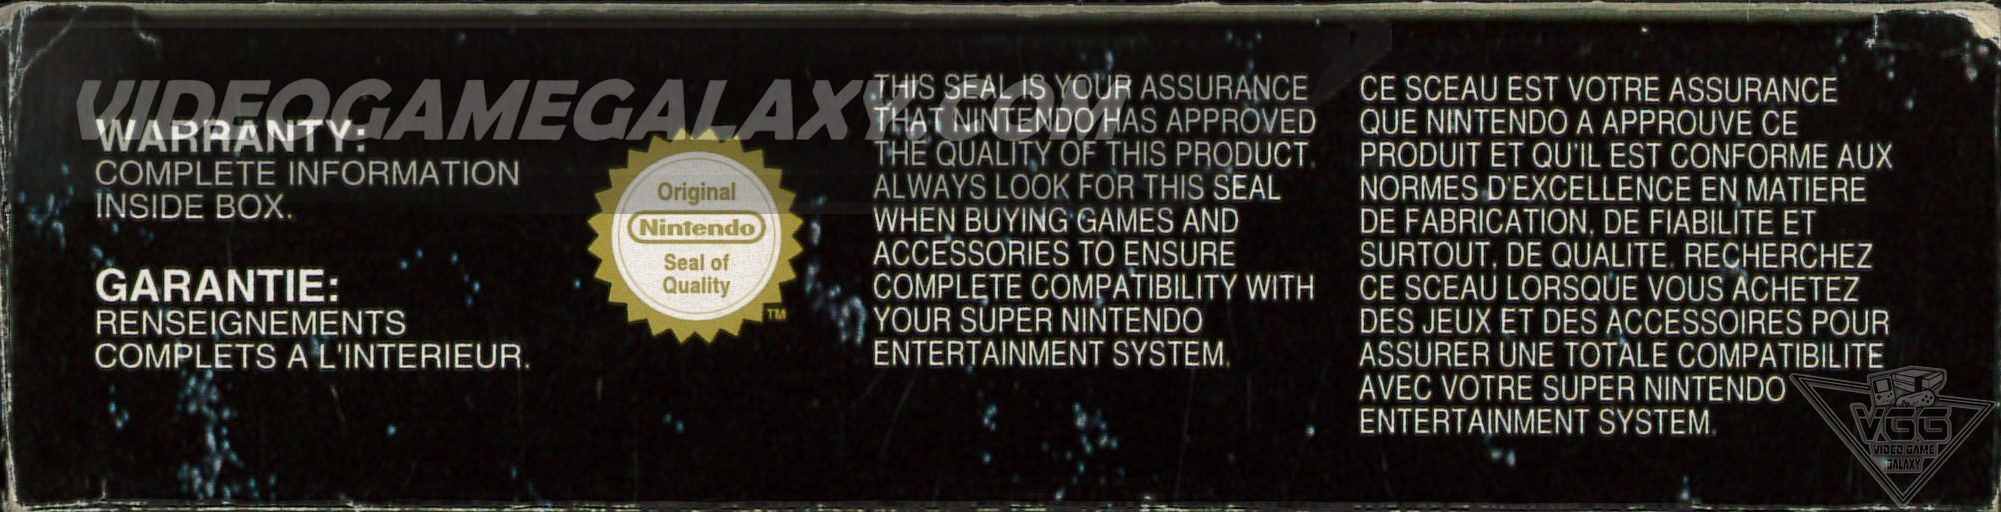 VIDEOGAMEGALAXY.COM
WARRANTY:
COMPLETE INFORMATION
INSIDE BOX.
GARANTIE:
RENSEIGNEMENTS
COMPLETS A L'INTERIEUR.
Original
Nintendo
Seal of
Quality
TM
THIS SEAL IS YOUR ASSURANCE
THAT NINTENDO HAS APPROVED
THE QUALITY OF THIS PRODUCT.
ALWAYS LOOK FOR THIS SEAL
WHEN BUYING GAMES AND
ACCESSORIES TO ENSURE
COMPLETE COMPATIBILITY WITH
YOUR SUPER NINTENDO
ENTERTAINMENT SYSTEM.
CE SCEAU EST VOTRE ASSURANCE
QUE NINTENDO A APPROUVE CE
PRODUIT ET QU'IL EST CONFORME AUX
NORMES D'EXCELLENCE EN MATIERE
DE FABRICATION, DE FIABILITE ET
SURTOUT, DE QUALITE. RECHERCHEZ
CE SCEAU LORSQUE VOUS ACHETEZ
DES JEUX ET DES ACCESSOIRES POUR
ASSURER UNE TOTALE COMPATIBILITE
AVEC VOTRE SUPER NINTENDO
ENTERTAINMENT SYSTEM.
VGG
VIDEO GAME
GALAXY